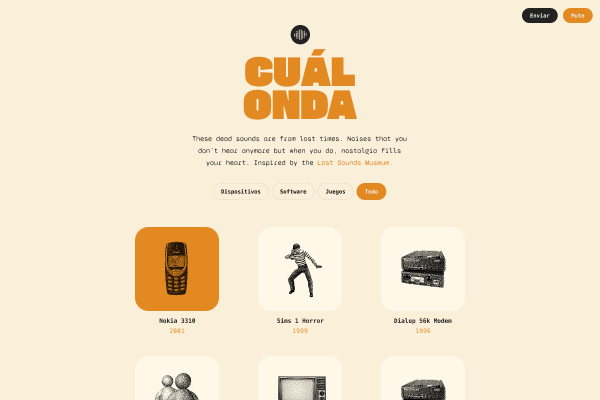 Enviar
Mute
CUÁL
ONDA
These dead sounds are from lost times. Noises that you
don't hear anymore but when you do, nostalgia fills
your heart. Inspired by the Lost Sounds Museum.
Dispositivos
Software
Juegos
Todo
Nokia 3310
2001
Sims 1 Horror
1999
Dialup 56k Modem
1996